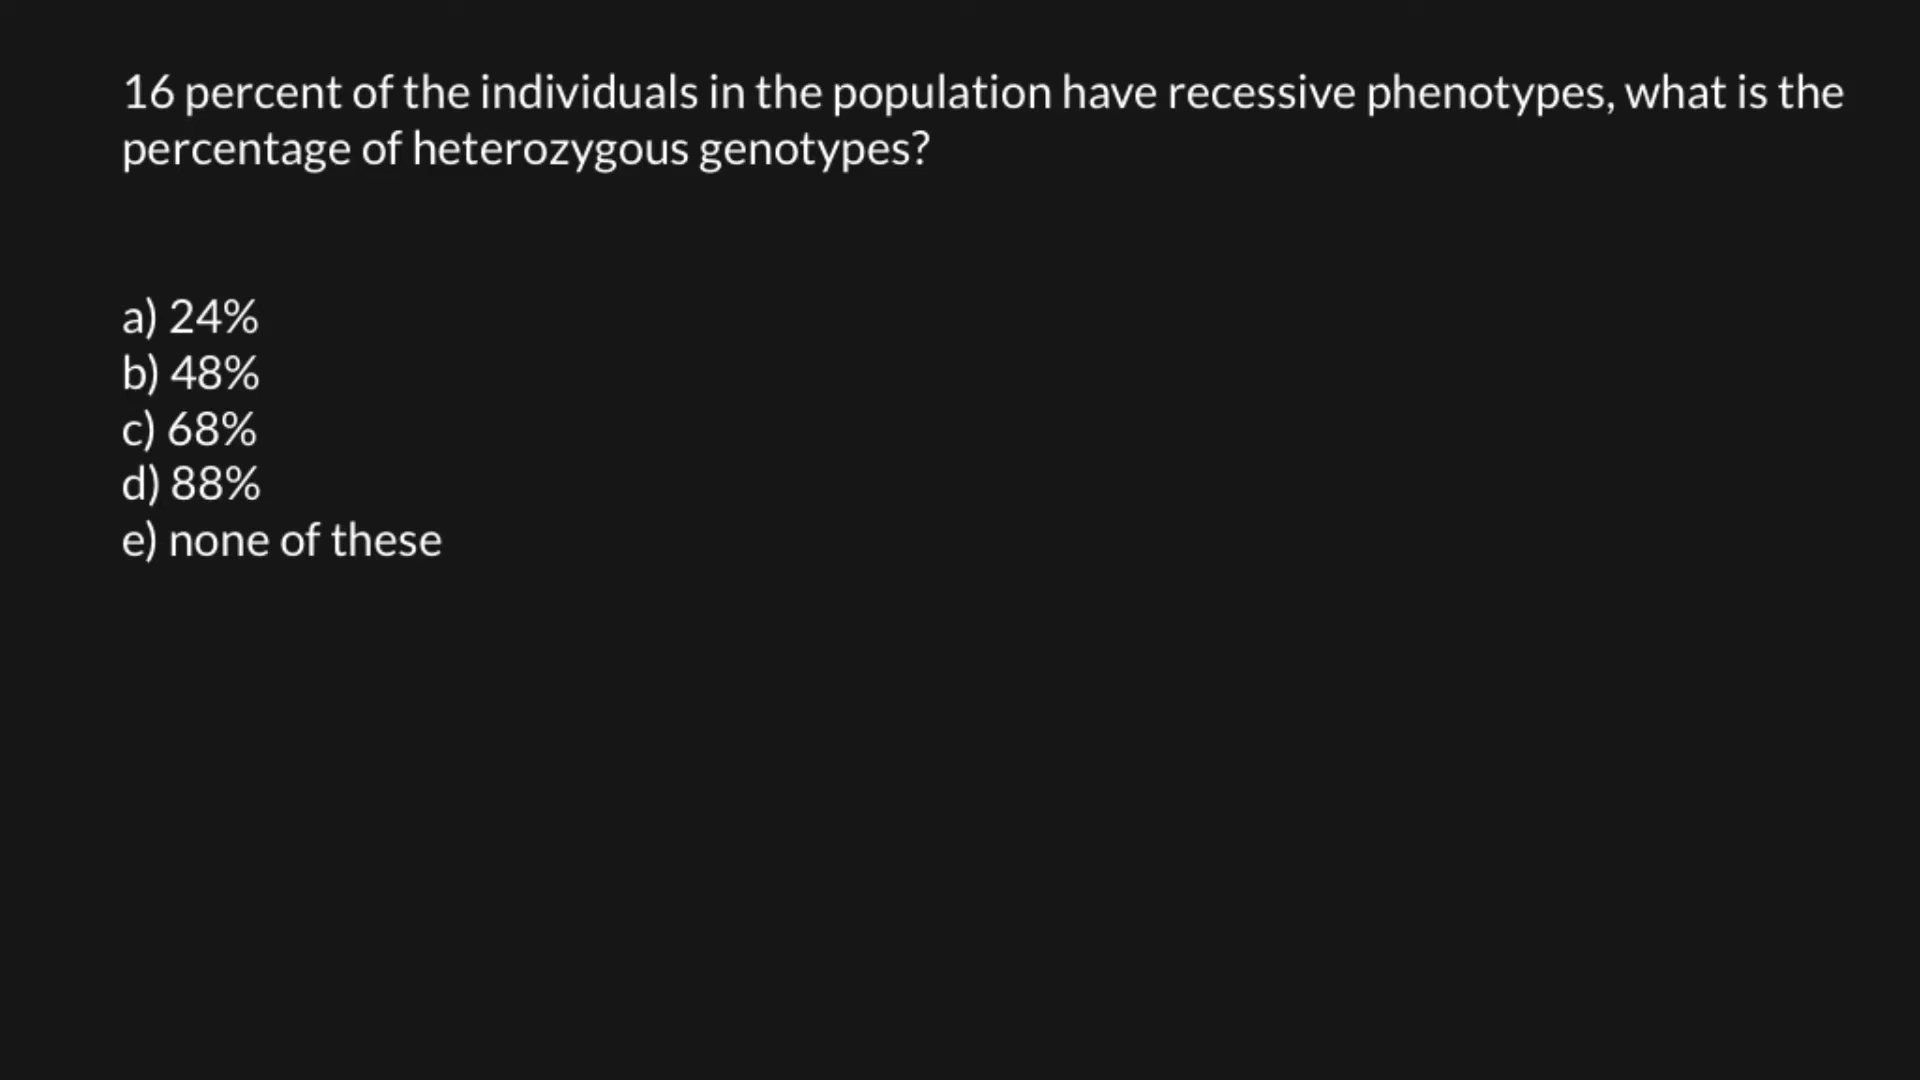 16 percent of the individuals in the population have recessive phenotypes, what is the
percentage of heterozygous genotypes?
a) 24%
b) 48%
c) 68%
d) 88%
e) none of these